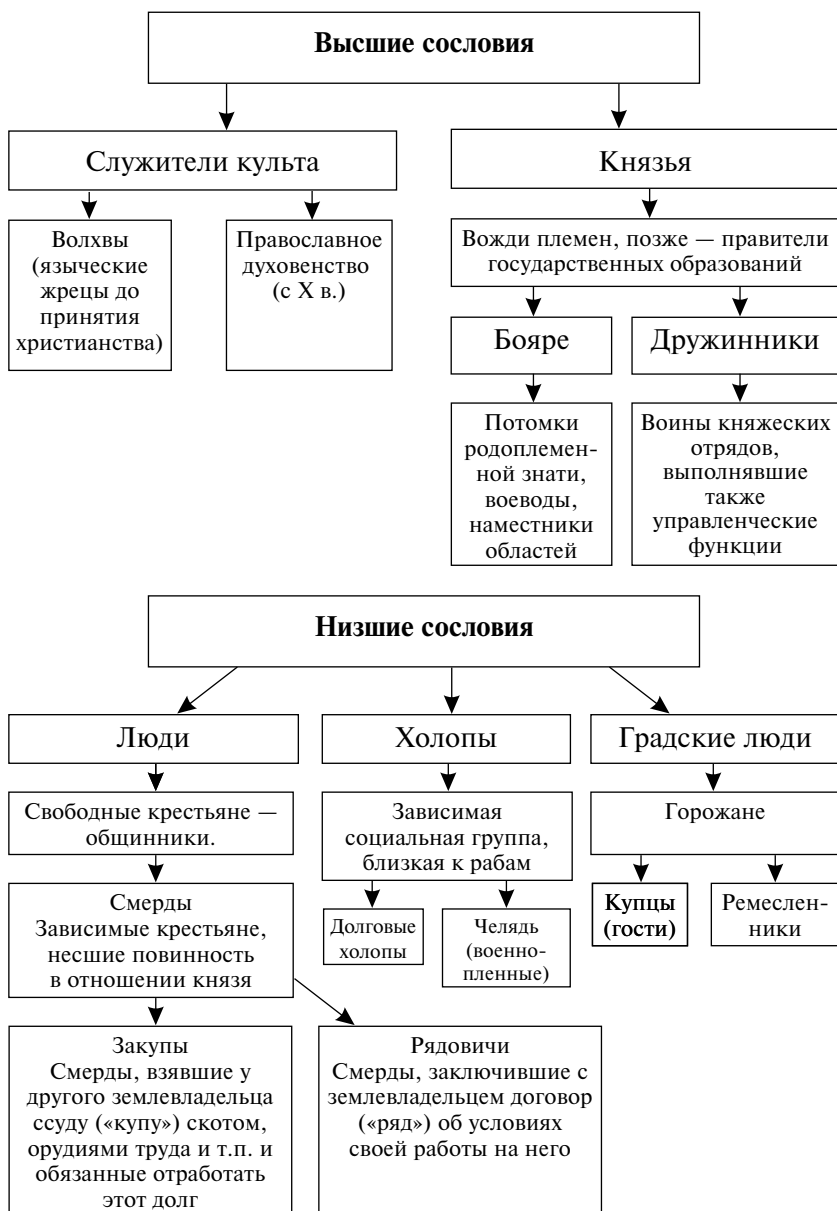 Высшие сословия
Служители культа
Князья
Волхвы
(языческие
жрецы до
принятия
христианства)
Православное
духовенство
(с X в.)
Вожди племен, позже — правители
государственных образований
Бояре
Дружинники
Потомки
родоплемен-
ной знати,
воеводы,
наместники
областей
Воины княжеских
отрядов,
выполнявшие
также
управленческие
функции
Низшие сословия
Люди
Холопы
Градские люди
Свободные крестьяне —
общинники.
Зависимая
социальная группа,
близкая к рабам
Горожане
Смерды
Зависимые крестьяне,
несшие повинность
в отношении князя
Долговые
холопы
Челядь
(военно-
пленные)
Купцы
(гости)
Ремеслен-
ники
Закупы
Смерды, взявшие у
другого землевладельца
ссуду («купу») скотом,
орудиями труда и т.п. и
обязанные отработать
этот долг
Рядовичи
Смерды, заключившие с
землевладельцем договор
(«ряд») об условиях
своей работы на него